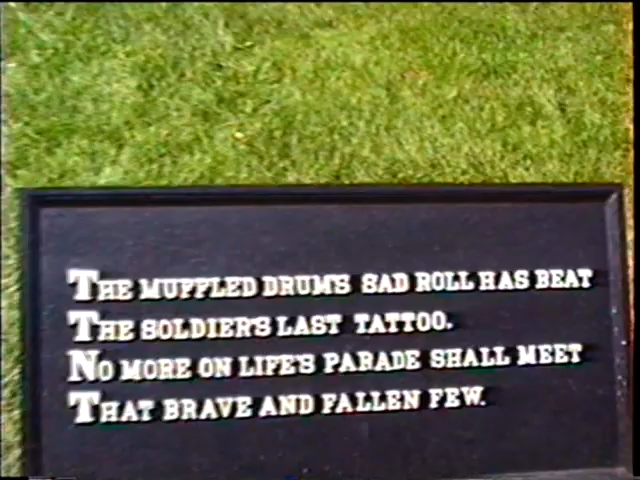 THE MUFFLED DRUM'S SAD ROLL HAS BEAT
THE SOLDIER'S LAST TATTOO.
NO MORE ON LIFE'S PARADE SHALL MEET
THAT BRAVE AND FALLEN FEW.